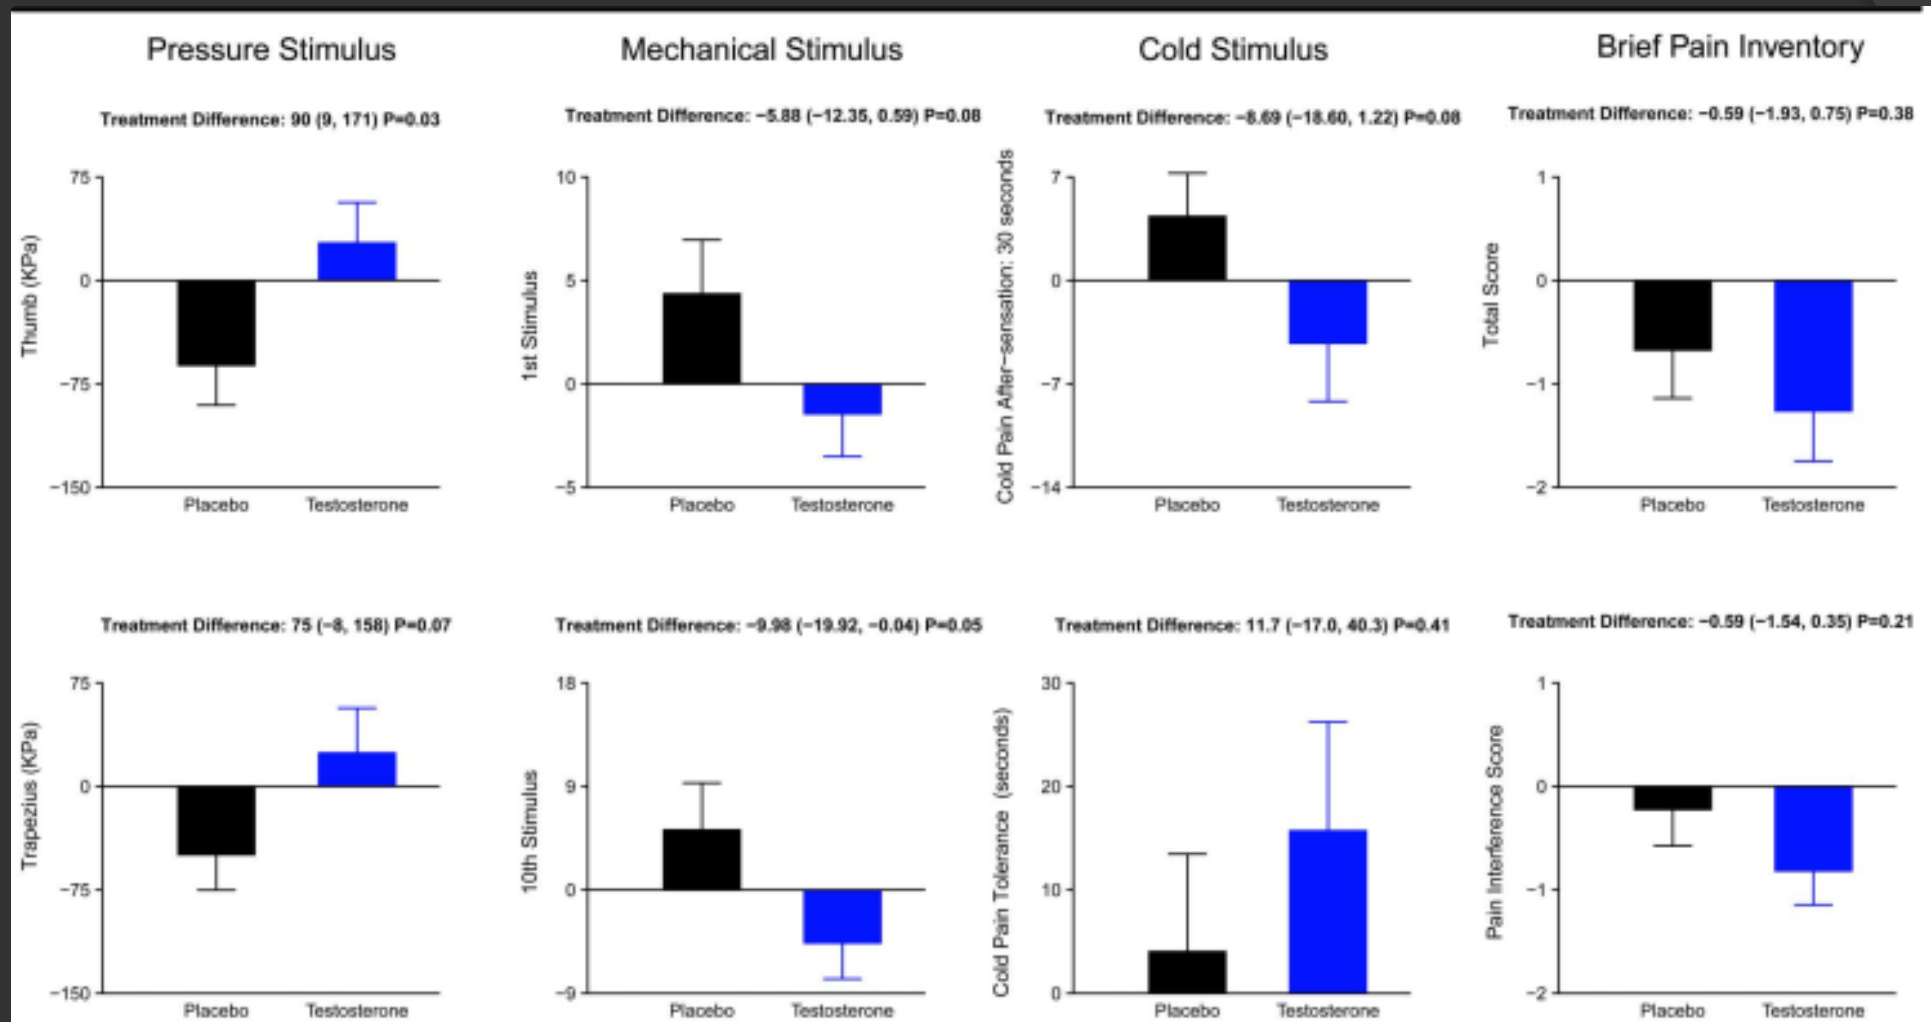 Pressure Stimulus
Mechanical Stimulus
Cold Stimulus
Brief Pain Inventory
Treatment Difference: 90 (9, 171) P=0.03
Treatment Difference: −5.88 (−12.35, 0.59) P=0.08
Treatment Difference: −8.69 (−18.60, 1.22) P=0.08
Treatment Difference: −0.59 (−1.93, 0.75) P=0.38
Thumb (KPa)
75
0
−75
−150
Placebo
Testosterone
1st Stimulus
10
5
0
−5
Placebo
Testosterone
Cold Pain After−sensation: 30 seconds
7
0
−7
−14
Placebo
Testosterone
Total Score
1
0
−1
−2
Placebo
Testosterone
Treatment Difference: 75 (−8, 158) P=0.07
Treatment Difference: −9.98 (−19.92, −0.04) P=0.05
Treatment Difference: 11.7 (−17.0, 40.3) P=0.41
Treatment Difference: −0.59 (−1.54, 0.35) P=0.21
Trapezius (KPa)
75
0
−75
−150
Placebo
Testosterone
10th Stimulus
18
9
0
−9
Placebo
Testosterone
Cold Pain Tolerance (seconds)
30
20
10
0
Placebo
Testosterone
Pain Interference Score
1
0
−1
−2
Placebo
Testosterone